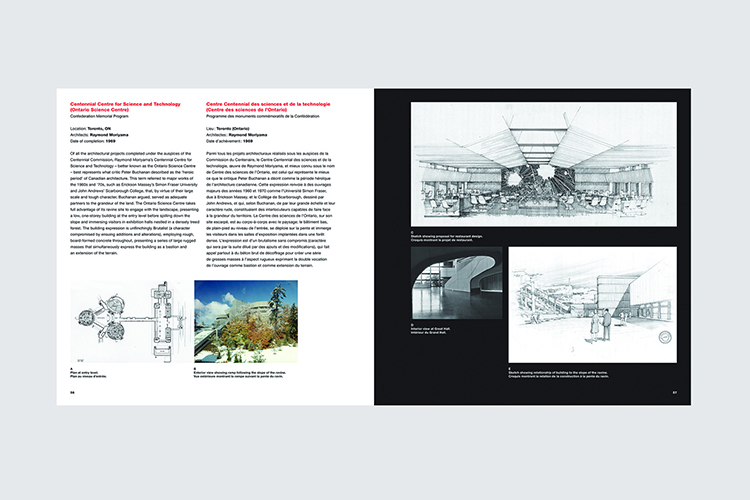 Centennial Centre for Science and Technology
(Ontario Science Centre)
Confederation Memorial Program
Location: Toronto, ON
Architects: Raymond Moriyama
Date of completion: 1969
Of all the architectural projects completed under the auspices of the
Centennial Commission, Raymond Moriyama's Centennial Centre for
Science and Technology – better known as the Ontario Science Centre
– best represents what critic Peter Buchanan described as the 'heroic
period' of Canadian architecture. This term referred to major works of
the 1960s and '70s, such as Erickson Massey's Simon Fraser University
and John Andrews' Scarborough College, that, by virtue of their large
scale and tough character, Buchanan argued, served as adequate
partners to the grandeur of the land. The Ontario Science Centre takes
full advantage of its ravine site to engage with the landscape, presenting
a low, one-storey building at the entry level before spilling down the
slope and immersing visitors in exhibition halls nestled in a densely treed
forest. The building expression is unflinchingly Brutalist (a character
compromised by ensuing additions and alterations), employing rough,
board-formed concrete throughout, presenting a series of large rugged
masses that simultaneously express the building as a bastion and
an extension of the terrain.
Centre Centennial des sciences et de la technologie
(Centre des sciences de l'Ontario)
Programme des monuments commémoratifs de la Confédération
Lieu: Toronto (Ontario)
Architectes: Raymond Moriyama
Date d'achèvement: 1969
Parmi tous les projets architecturaux réalisés sous les auspices de la
Commission du Centenaire, le Centre Centennial des sciences et de la
technologie, œuvre de Raymond Moriyama, et mieux connu sous le nom
de Centre des sciences de l'Ontario, est celui qui représente le mieux
ce que le critique Peter Buchanan a décrit comme la période héroïque
de l'architecture canadienne. Cette expression renvoie à des ouvrages
majeurs des années 1960 et 1970 comme l'Université Simon Fraser,
due à Erickson Massey, et le Collège de Scarborough, dessiné par
John Andrews, et qui, selon Buchanan, de par leur grande échelle et leur
caractère rude, constituaient des interlocuteurs capables de faire face
à la grandeur du territoire. Le Centre des sciences de l'Ontario, sur son
site escarpé, est au corps-à-corps avec le paysage: le bâtiment bas,
de plain-pied au niveau de l'entrée, se déploie sur la pente et immerge
les visiteurs dans les salles d'exposition implantées dans une forêt
dense. L'expression est d'un brutalisme sans compromis (caractère
qui sera par la suite dilué par des ajouts et des modifications), qui fait
appel partout à du béton brut de décoffrage pour créer une série
de grosses masses à l'aspect rugueux exprimant la double vocation
de l'ouvrage comme bastion et comme extension du terrain.
A
Plan at entry level.
Plan au niveau d'entrée.
B
Exterior view showing ramp following the slope of the ravine.
Vue extérieure montrant la rampe suivant la pente du ravin.
56
C
Sketch showing proposal for restaurant design.
Croquis montrant le projet de restaurant.
D
Interior view of Great Hall.
Intérieur du Grand Hall.
E
Sketch showing relationship of building to the slope of the ravine.
Croquis montrant la relation de la construction à la pente du ravin.
57